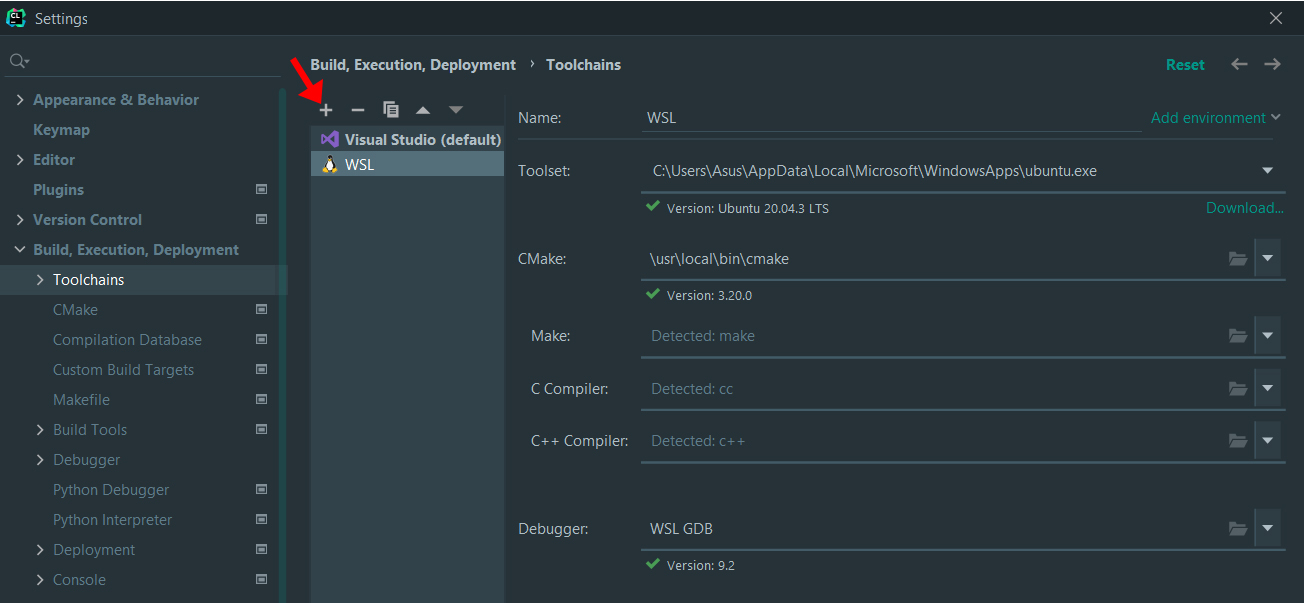 CL
Settings
Build, Execution, Deployment › Toolchains
Reset
Appearance & Behavior
Keymap
Editor
Plugins
Version Control
Build, Execution, Deployment
Toolchains
CMake
Compilation Database
Custom Build Targets
Makefile
Build Tools
Debugger
Python Debugger
Python Interpreter
Deployment
Console
Visual Studio (default)
WSL
Name: WSL
Add environment
Toolset: C:\Users\Asus\AppData\Local\Microsoft\WindowsApps\ubuntu.exe
Version: Ubuntu 20.04.3 LTS
Download...
CMake: \usr\local\bin\cmake
Version: 3.20.0
Make: Detected: make
C Compiler: Detected: cc
C++ Compiler: Detected: c++
Debugger: WSL GDB
Version: 9.2